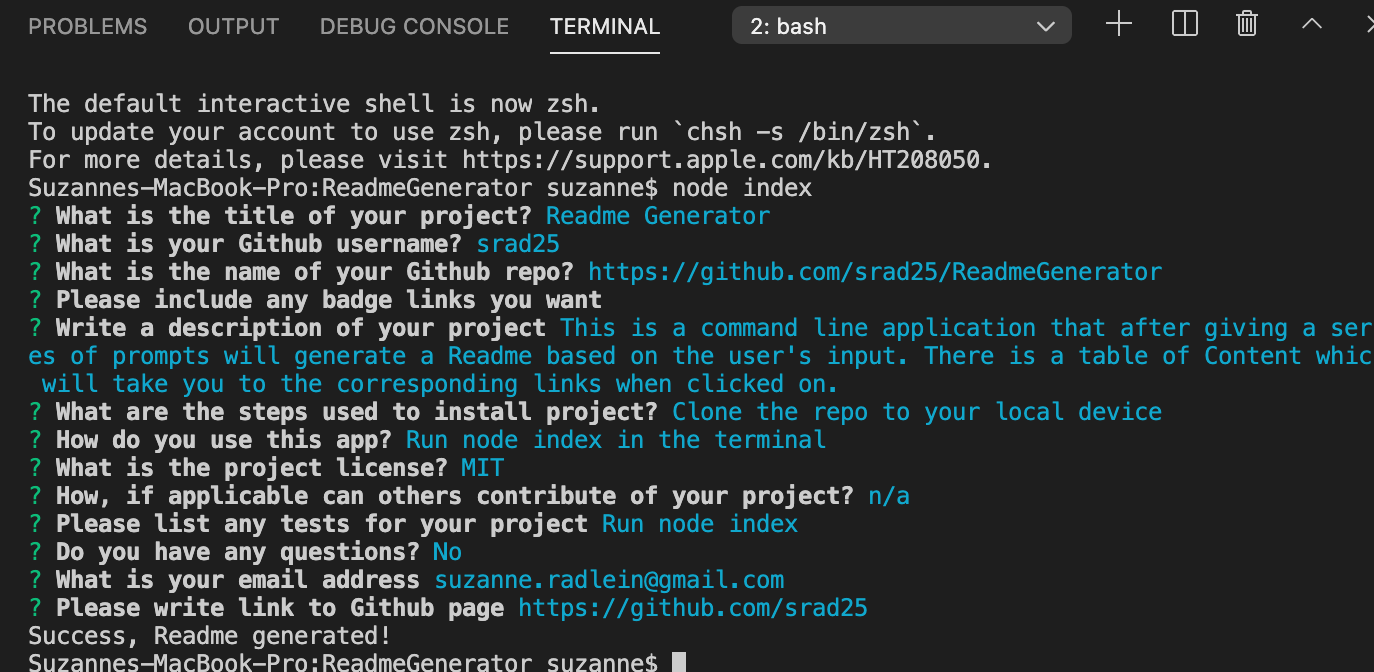 PROBLEMS OUTPUT DEBUG CONSOLE TERMINAL 2: bash
The default interactive shell is now zsh.
To update your account to use zsh, please run `chsh -s /bin/zsh`.
For more details, please visit https://support.apple.com/kb/HT208050.
Suzannes-MacBook-Pro:ReadmeGenerator suzanne$ node index
? What is the title of your project? Readme Generator
? What is your Github username? srad25
? What is the name of your Github repo? https://github.com/srad25/ReadmeGenerator
? Please include any badge links you want
? Write a description of your project This is a command line application that after giving a ser
es of prompts will generate a Readme based on the user's input. There is a table of Content whic
will take you to the corresponding links when clicked on.
? What are the steps used to install project? Clone the repo to your local device
? How do you use this app? Run node index in the terminal
? What is the project license? MIT
? How, if applicable can others contribute of your project? n/a
? Please list any tests for your project Run node index
? Do you have any questions? No
? What is your email address suzanne.radlein@gmail.com
? Please write link to Github page https://github.com/srad25
Success, Readme generated!
Suzannes-MacBook-Pro:ReadmeGenerator suzanne$